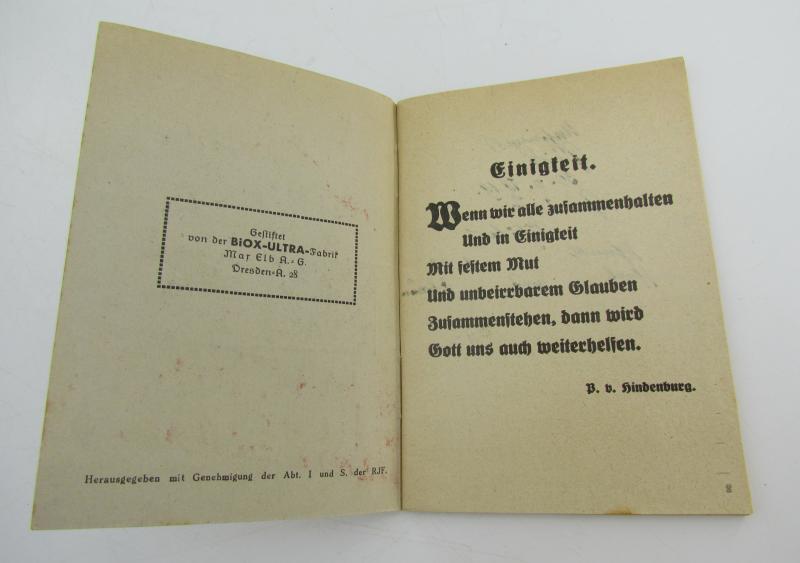 Gestiftet
von der BiOX-ULTRA-Fabrik
Max Elb A.-G.
Dresden-A. 28
Herausgegeben mit Genehmigung der Abt. I und S. der RJF.
Einigkeit.
Wenn wir alle zusammenhalten
Und in Einigkeit
Mit festem Mut
Und unbeirrbarem Glauben
Zusammenstehen, dann wird
Gott uns auch weiterhelfen.
P. v. Hindenburg.